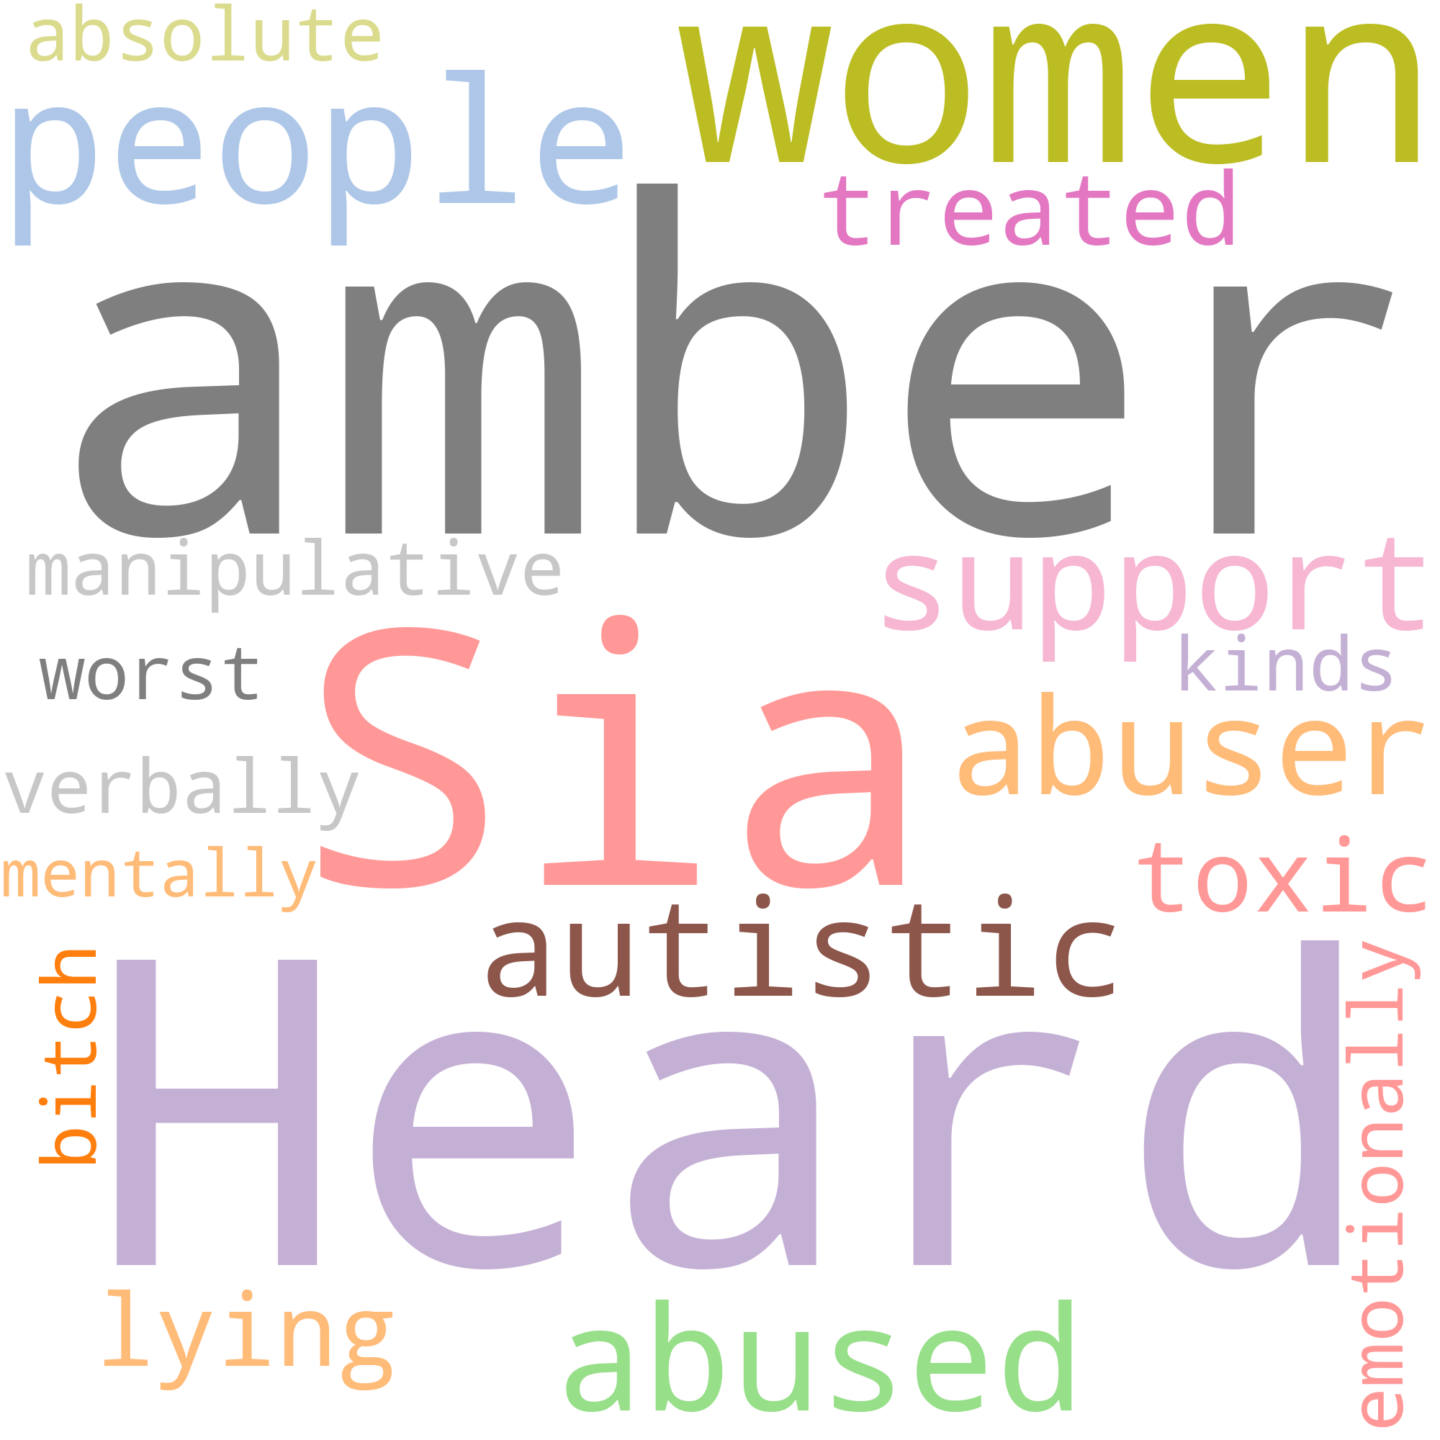 absolute
women
people
treated
amber
manipulative
support
Sia
kinds
worst
abuser
verbally
toxic
mentally
autistic
bitch
Heard
emotionally
lying
abused